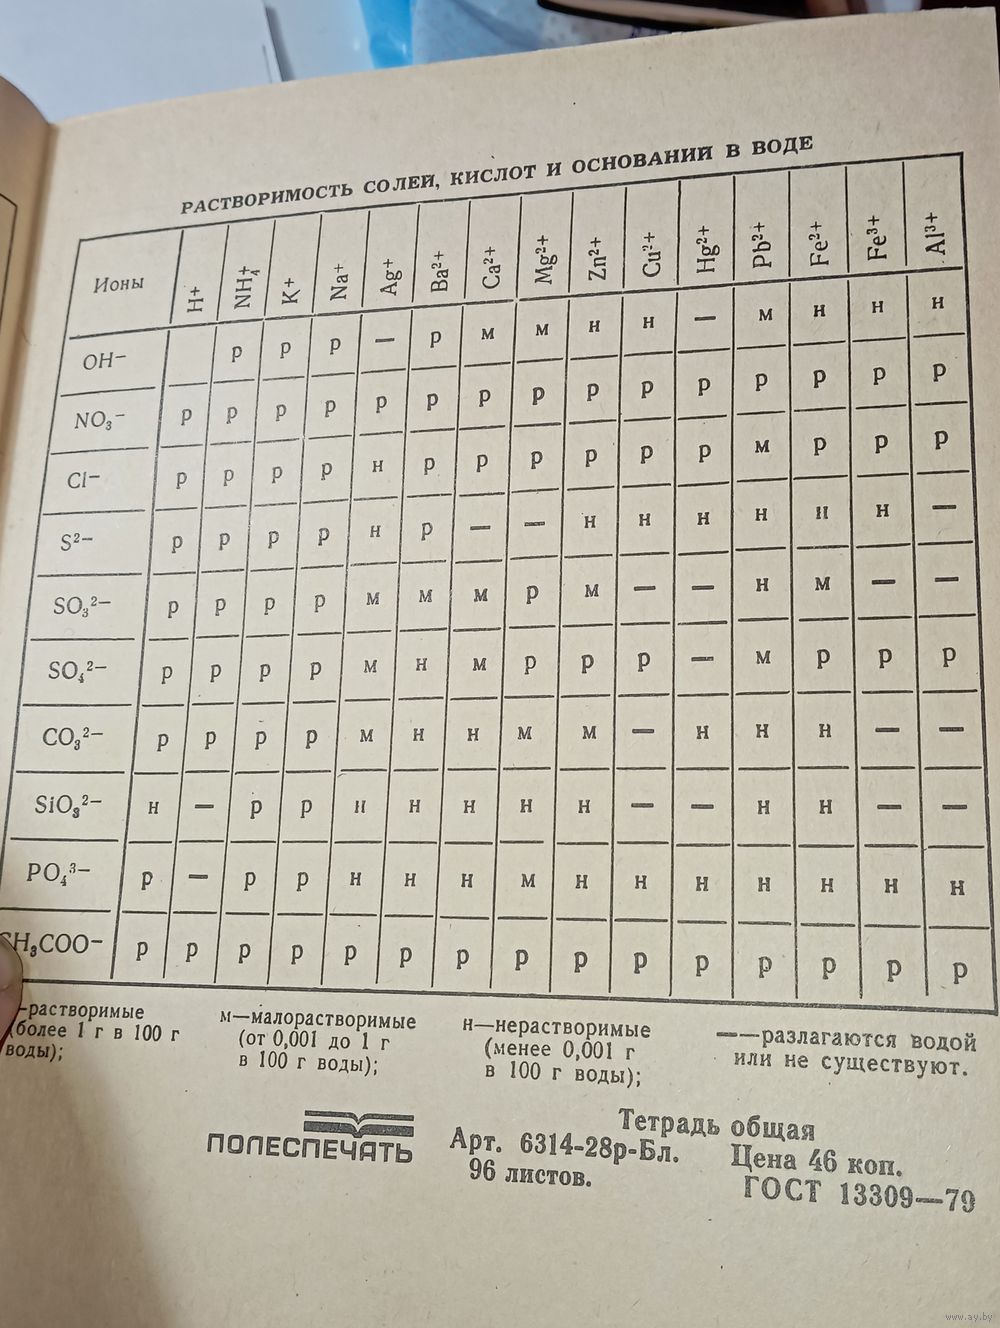 РАСТВОРИМОСТЬ СОЛЕЙ, КИСЛОТ И ОСНОВАНИЙ В ВОДЕ
Ионы H+ NH₄+ K+ Na+ Ag+ Ba²+ Ca²+ Mg²+ Zn²+ Cu²+ Hg²+ Pb²+ Fe²+ Fe³+ Al³+
OH− р р р — р м м н н — м н н н
NO₃− р р р р р р р р р р р р р р р
Cl− р р р р н р р р р р р м р р р
S²− р р р р н р — — н н н н н н —
SO₃²− р р р р м м м р м — — н м — —
SO₄²− р р р р м н м р р р — м р р р
CO₃²− р р р р м н н м м — н н н — —
SiO₃²− н — р р н н н н н — — н н — —
PO₄³− р — р р н н н м н н н н н н н
CH₃COO− р р р р р р р р р р р р р р р
—растворимые (более 1 г в 100 г воды);
м—малорастворимые (от 0,001 до 1 г в 100 г воды);
н—нерастворимые (менее 0,001 г в 100 г воды);
— —разлагаются водой или не существуют.
ПОЛЕСПЕЧАТЬ
Тетрадь общая
Арт. 6314-28р-Бл. Цена 46 коп.
96 листов. ГОСТ 13309—79
www.ay.by